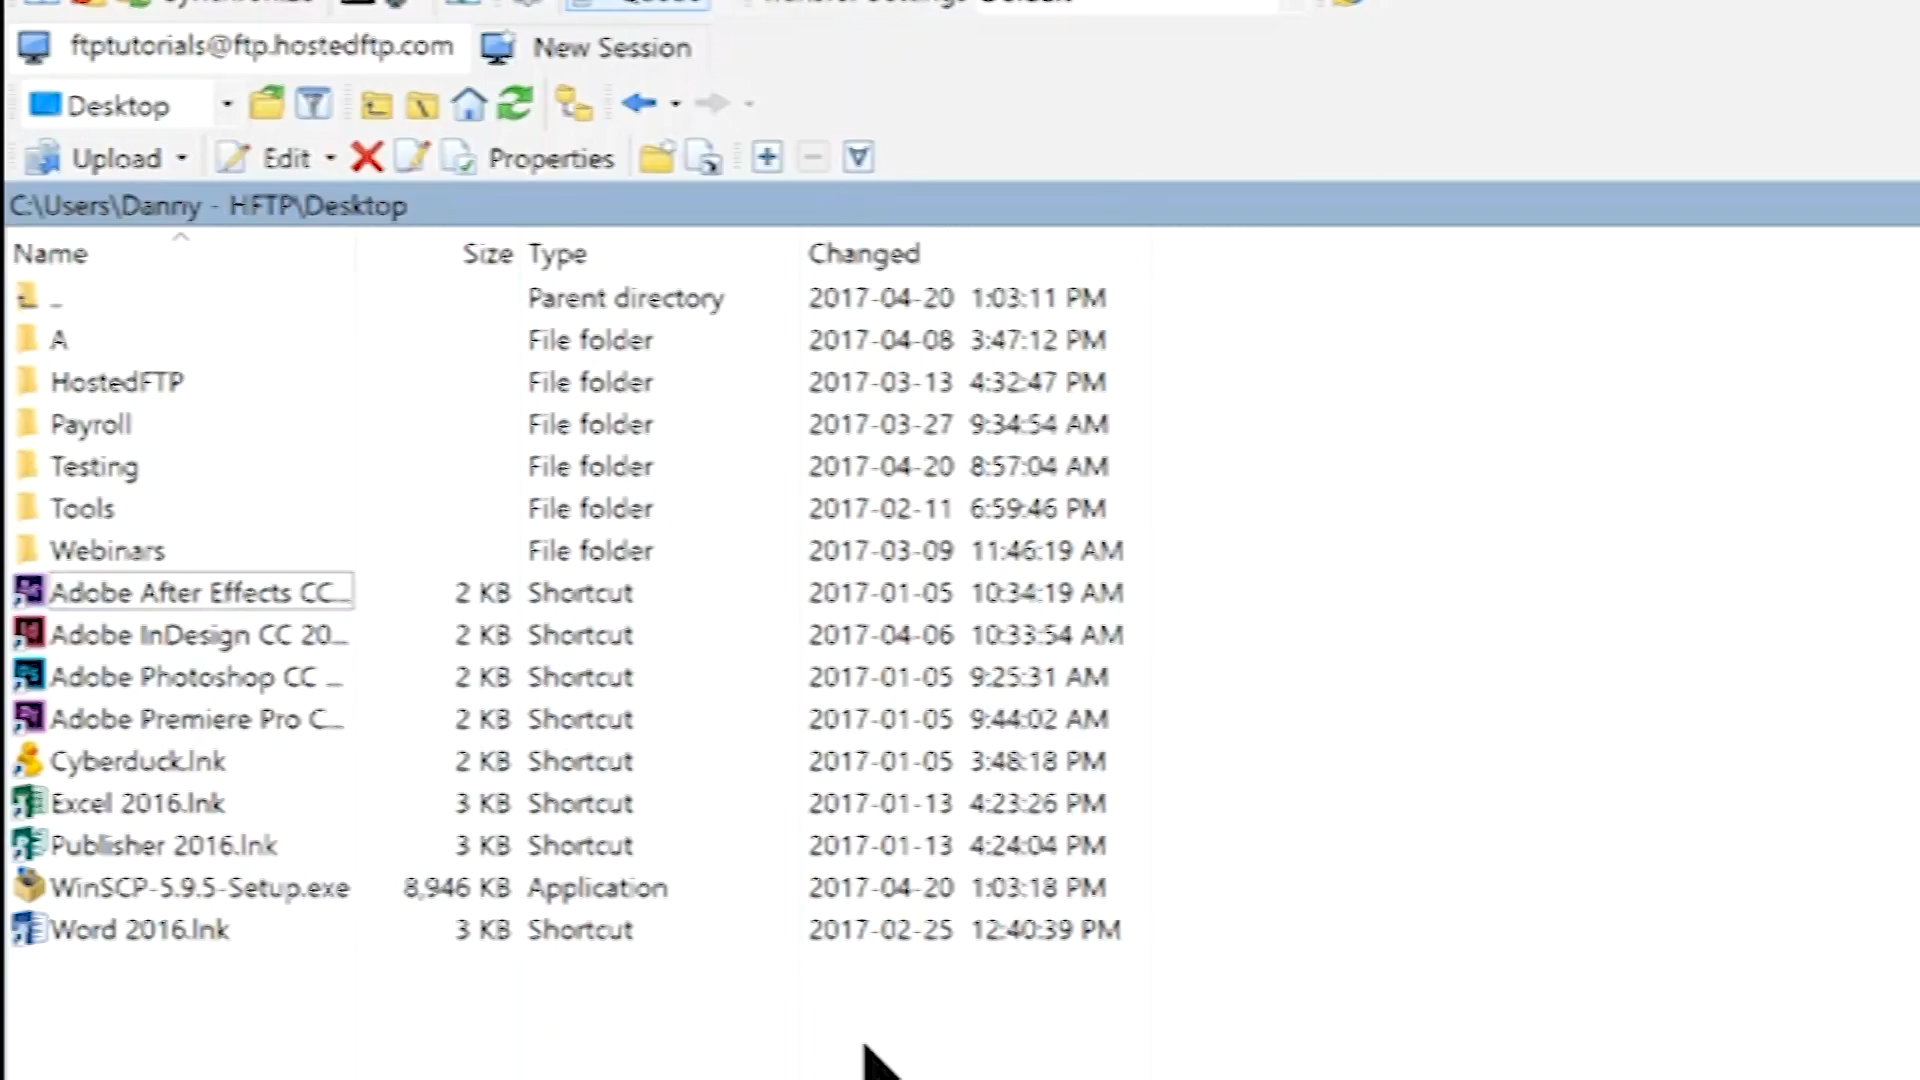 ftptutorials@ftp.hostedftp.com New Session
Desktop
Upload Edit Properties
C:\Users\Danny - HFTP\Desktop
Name Size Type Changed
.. Parent directory 2017-04-20 1:03:11 PM
A File folder 2017-04-08 3:47:12 PM
HostedFTP File folder 2017-03-13 4:32:47 PM
Payroll File folder 2017-03-27 9:34:54 AM
Testing File folder 2017-04-20 8:57:04 AM
Tools File folder 2017-02-11 6:59:46 PM
Webinars File folder 2017-03-09 11:46:19 AM
Adobe After Effects CC... 2 KB Shortcut 2017-01-05 10:34:19 AM
Adobe InDesign CC 20... 2 KB Shortcut 2017-04-06 10:33:54 AM
Adobe Photoshop CC ... 2 KB Shortcut 2017-01-05 9:25:31 AM
Adobe Premiere Pro C... 2 KB Shortcut 2017-01-05 9:44:02 AM
Cyberduck.lnk 2 KB Shortcut 2017-01-05 3:48:18 PM
Excel 2016.lnk 3 KB Shortcut 2017-01-13 4:23:26 PM
Publisher 2016.lnk 3 KB Shortcut 2017-01-13 4:24:04 PM
WinSCP-5.9.5-Setup.exe 8,946 KB Application 2017-04-20 1:03:18 PM
Word 2016.lnk 3 KB Shortcut 2017-02-25 12:40:39 PM